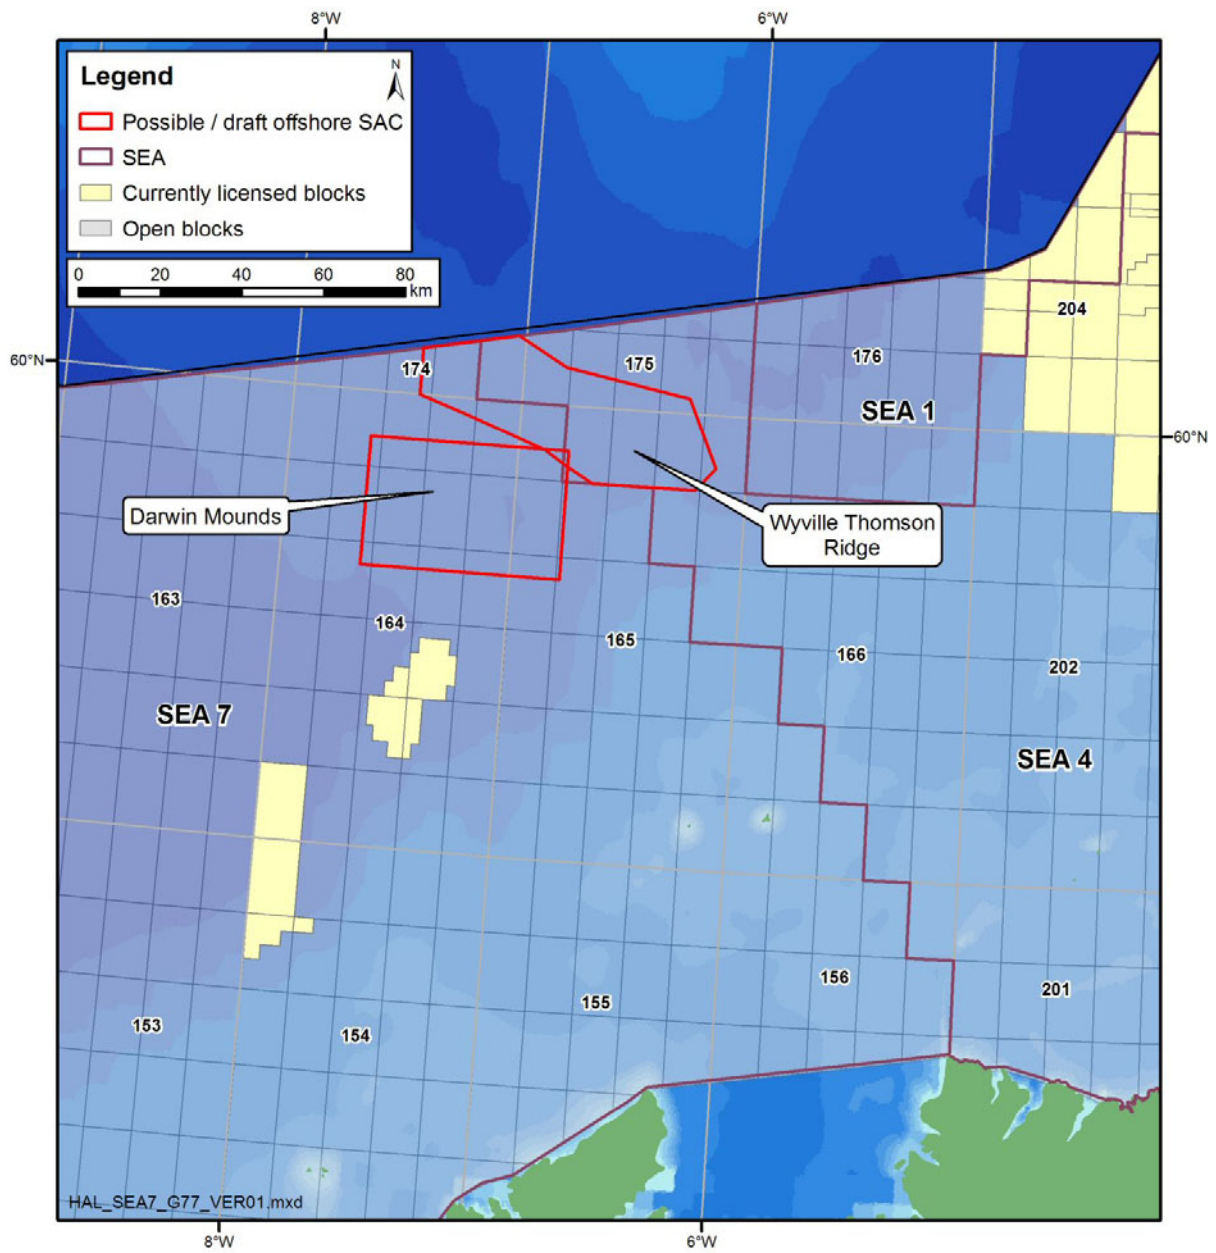 8°W
6°W
Legend
N
Possible / draft offshore SAC
SEA
Currently licensed blocks
Open blocks
0 20 40 60 80
km
204
60°N
174
175
176
SEA 1
60°N
Darwin Mounds
Wyville Thomson
Ridge
163
164
165
166
202
SEA 7
SEA 4
153
154
155
156
201
HAL_SEA7_G77_VER01.mxd
8°W
6°W